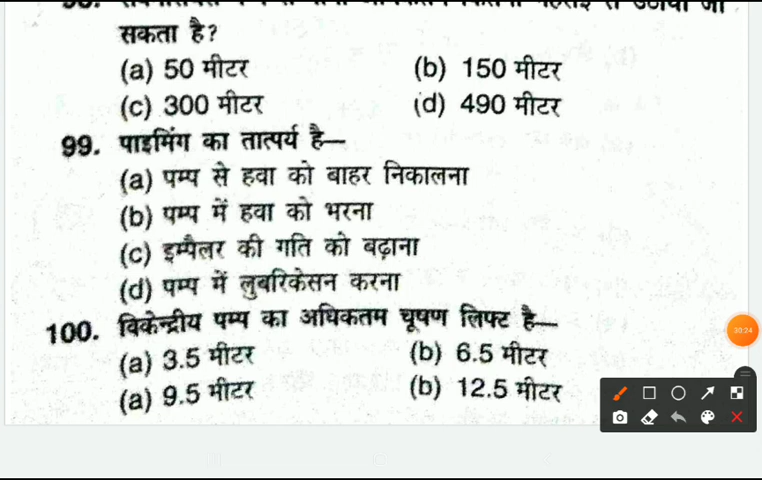 सकता है?
(a) 50 मीटर (b) 150 मीटर
(c) 300 मीटर (d) 490 मीटर
99. पाइमिंग का तात्पर्य है—
(a) पम्प से हवा को बाहर निकालना
(b) पम्प में हवा को भरना
(c) इम्पैलर की गति को बढ़ाना
(d) पम्प में लुबरिकेसन करना
100. विकेन्द्रीय पम्प का अधिकतम चूषण लिफ्ट है—
(a) 3.5 मीटर (b) 6.5 मीटर
(a) 9.5 मीटर (b) 12.5 मीटर
30:24